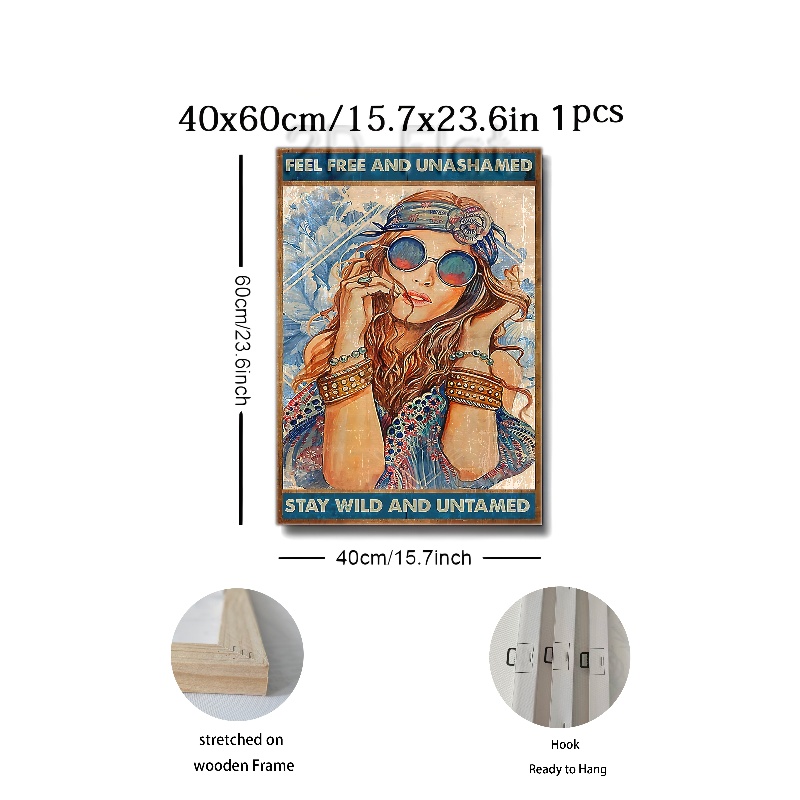 40x60cm/15.7x23.6in 1pcs
FEEL FREE AND UNASHAMED
60cm/23.6inch
STAY WILD AND UNTAMED
40cm/15.7inch
stretched on
wooden Frame
Hook
Ready to Hang